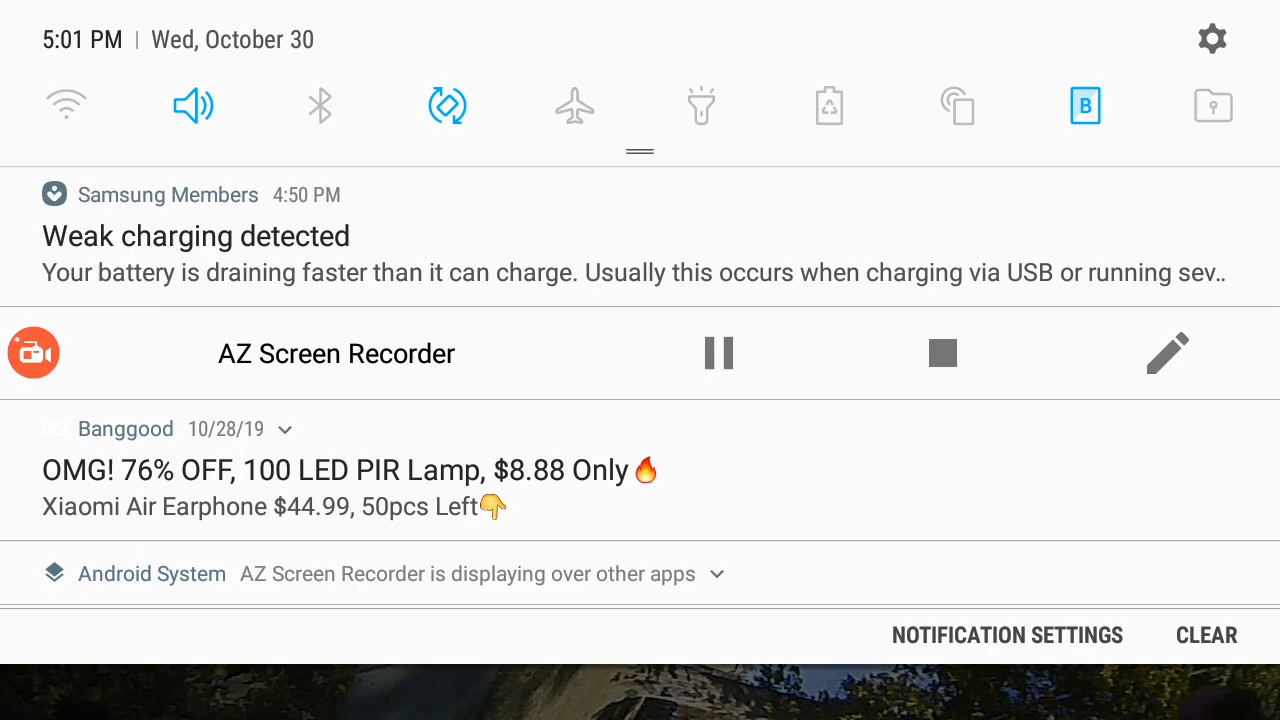 5:01 PM | Wed, October 30
B
Samsung Members 4:50 PM
Weak charging detected
Your battery is draining faster than it can charge. Usually this occurs when charging via USB or running sev..
AZ Screen Recorder
Banggood 10/28/19
OMG! 76% OFF, 100 LED PIR Lamp, $8.88 Only🔥
Xiaomi Air Earphone $44.99, 50pcs Left👇
Android System AZ Screen Recorder is displaying over other apps
NOTIFICATION SETTINGS CLEAR